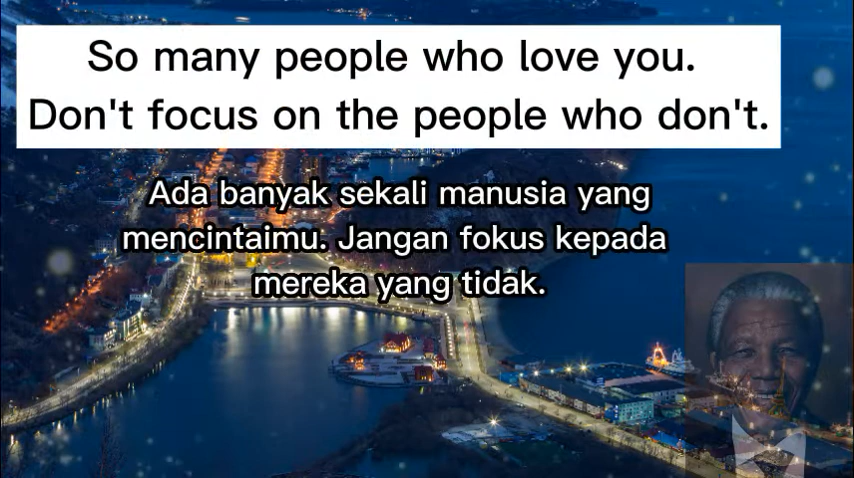 So many people who love you.
Don't focus on the people who don't.
Ada banyak sekali manusia yang
mencintaimu. Jangan fokus kepada
mereka yang tidak.